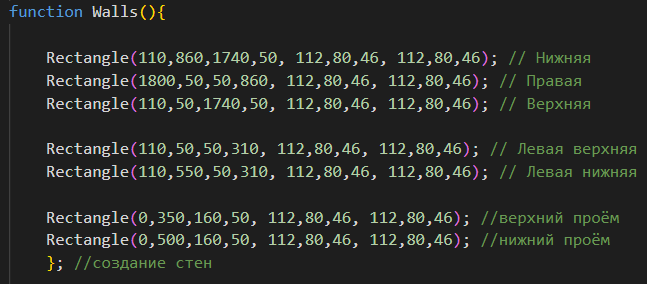 function Walls(){
Rectangle(110,860,1740,50, 112,80,46, 112,80,46); // Нижняя
Rectangle(1800,50,50,860, 112,80,46, 112,80,46); // Правая
Rectangle(110,50,1740,50, 112,80,46, 112,80,46); // Верхняя
Rectangle(110,50,50,310, 112,80,46, 112,80,46); // Левая верхняя
Rectangle(110,550,50,310, 112,80,46, 112,80,46); // Левая нижняя
Rectangle(0,350,160,50, 112,80,46, 112,80,46); //верхний проём
Rectangle(0,500,160,50, 112,80,46, 112,80,46); //нижний проём
}; //создание стен